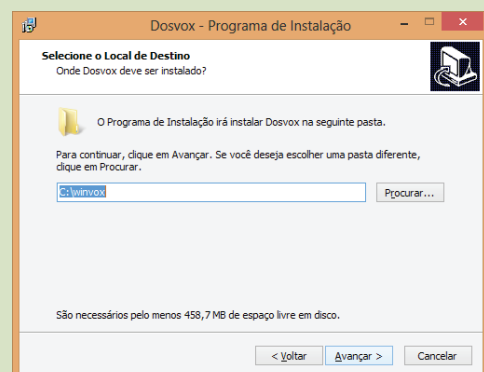 Dosvox - Programa de Instalação
Selecione o Local de Destino
Onde Dosvox deve ser instalado?
O Programa de Instalação irá instalar Dosvox na seguinte pasta.
Para continuar, clique em Avançar. Se você deseja escolher uma pasta diferente,
clique em Procurar.
C:\winvox
Procurar...
São necessários pelo menos 458,7 MB de espaço livre em disco.
< Voltar
Avançar >
Cancelar